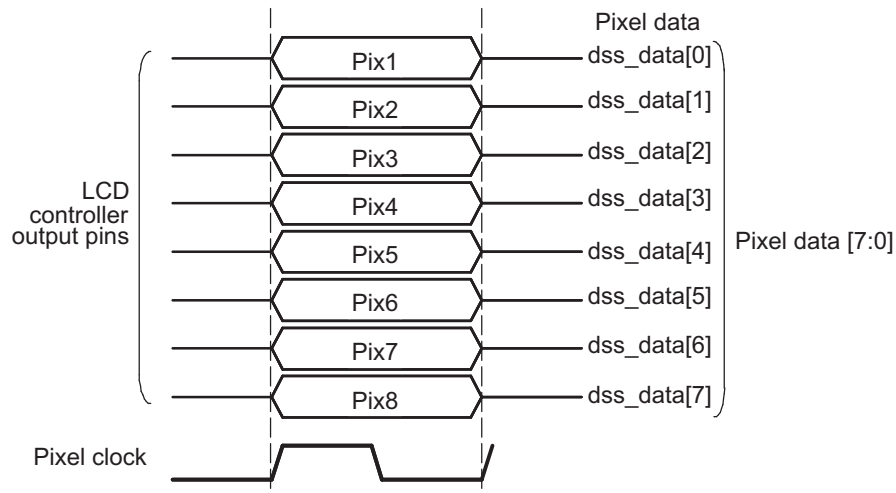 Pixel data
Pix1 dss_data[0]
Pix2 dss_data[1]
Pix3 dss_data[2]
LCD
controller
output pins
Pix4 dss_data[3]
Pix5 dss_data[4]
Pixel data [7:0]
Pix6 dss_data[5]
Pix7 dss_data[6]
Pix8 dss_data[7]
Pixel clock